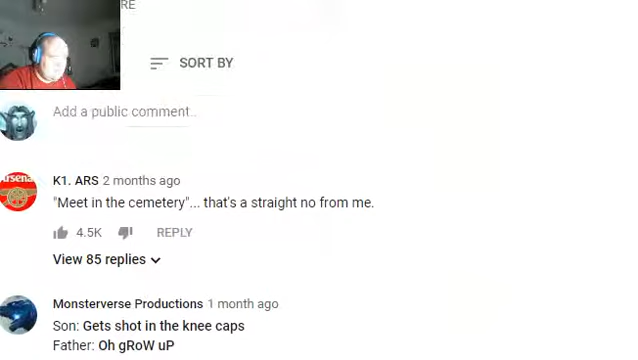 RE
SORT BY
Add a public comment..
Arsenal
K1. ARS 2 months ago
"Meet in the cemetery"... that's a straight no from me.
4.5K REPLY
View 85 replies
Monsterverse Productions 1 month ago
Son: Gets shot in the knee caps
Father: Oh gRoW uP